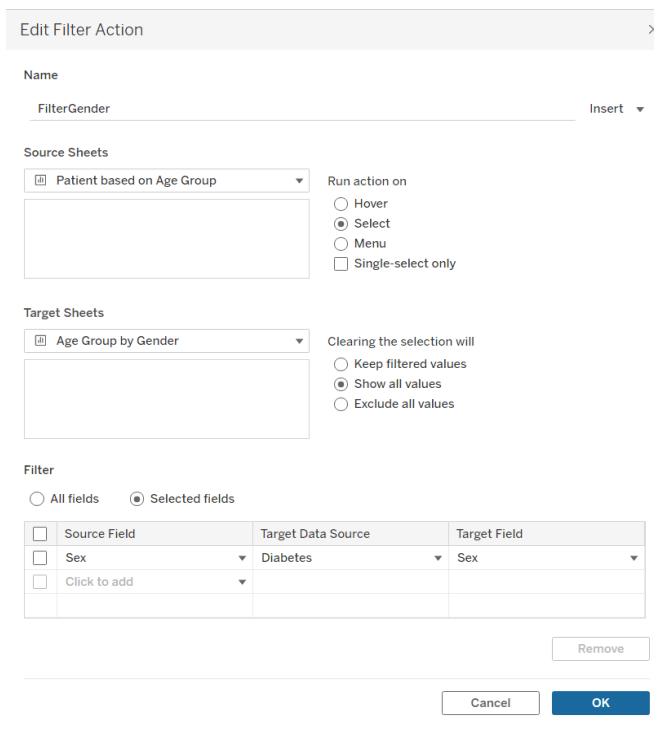 Edit Filter Action
Name
FilterGender Insert
Source Sheets
Patient based on Age Group
Run action on
Hover
Select
Menu
Single-select only
Target Sheets
Age Group by Gender
Clearing the selection will
Keep filtered values
Show all values
Exclude all values
Filter
All fields Selected fields
Source Field Target Data Source Target Field
Sex Diabetes Sex
Click to add
Remove
Cancel OK